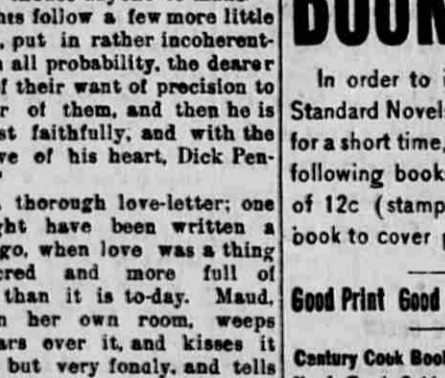 hts follow a few more little
, put in rather incoherent-
all probability, the dearer
f their want of precision to
r of them, and then he is
st faithfully, and with the
ve of his heart, Dick Pen-
thorough love-letter; one
ght have been written a
go, when love was a thing
cred and more full of
than it is to-day. Maud,
n her own room, weeps
ars over it, and kisses it
but very fondly, and tells
BOOK
In order to i
Standard Novel
for a short time,
following book
of 12c (stamp
book to cover
Good Print Good
Century Cook Boo